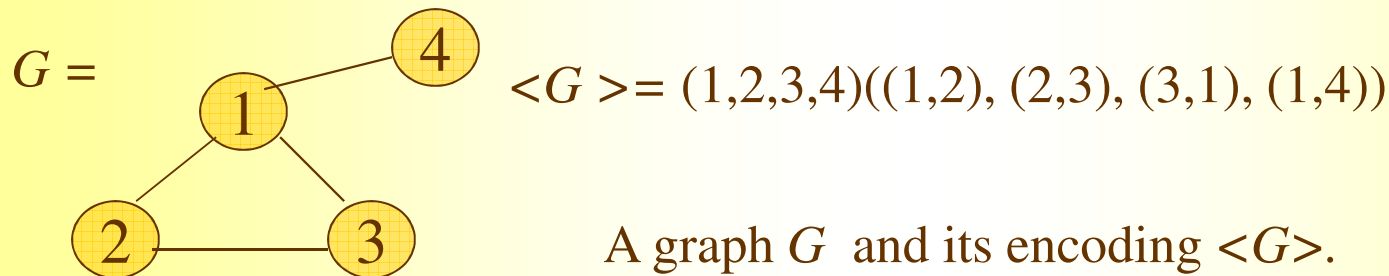 4
G =
<G >= (1,2,3,4)((1,2), (2,3), (3,1), (1,4))
1
2
3
A graph G and its encoding <G>.